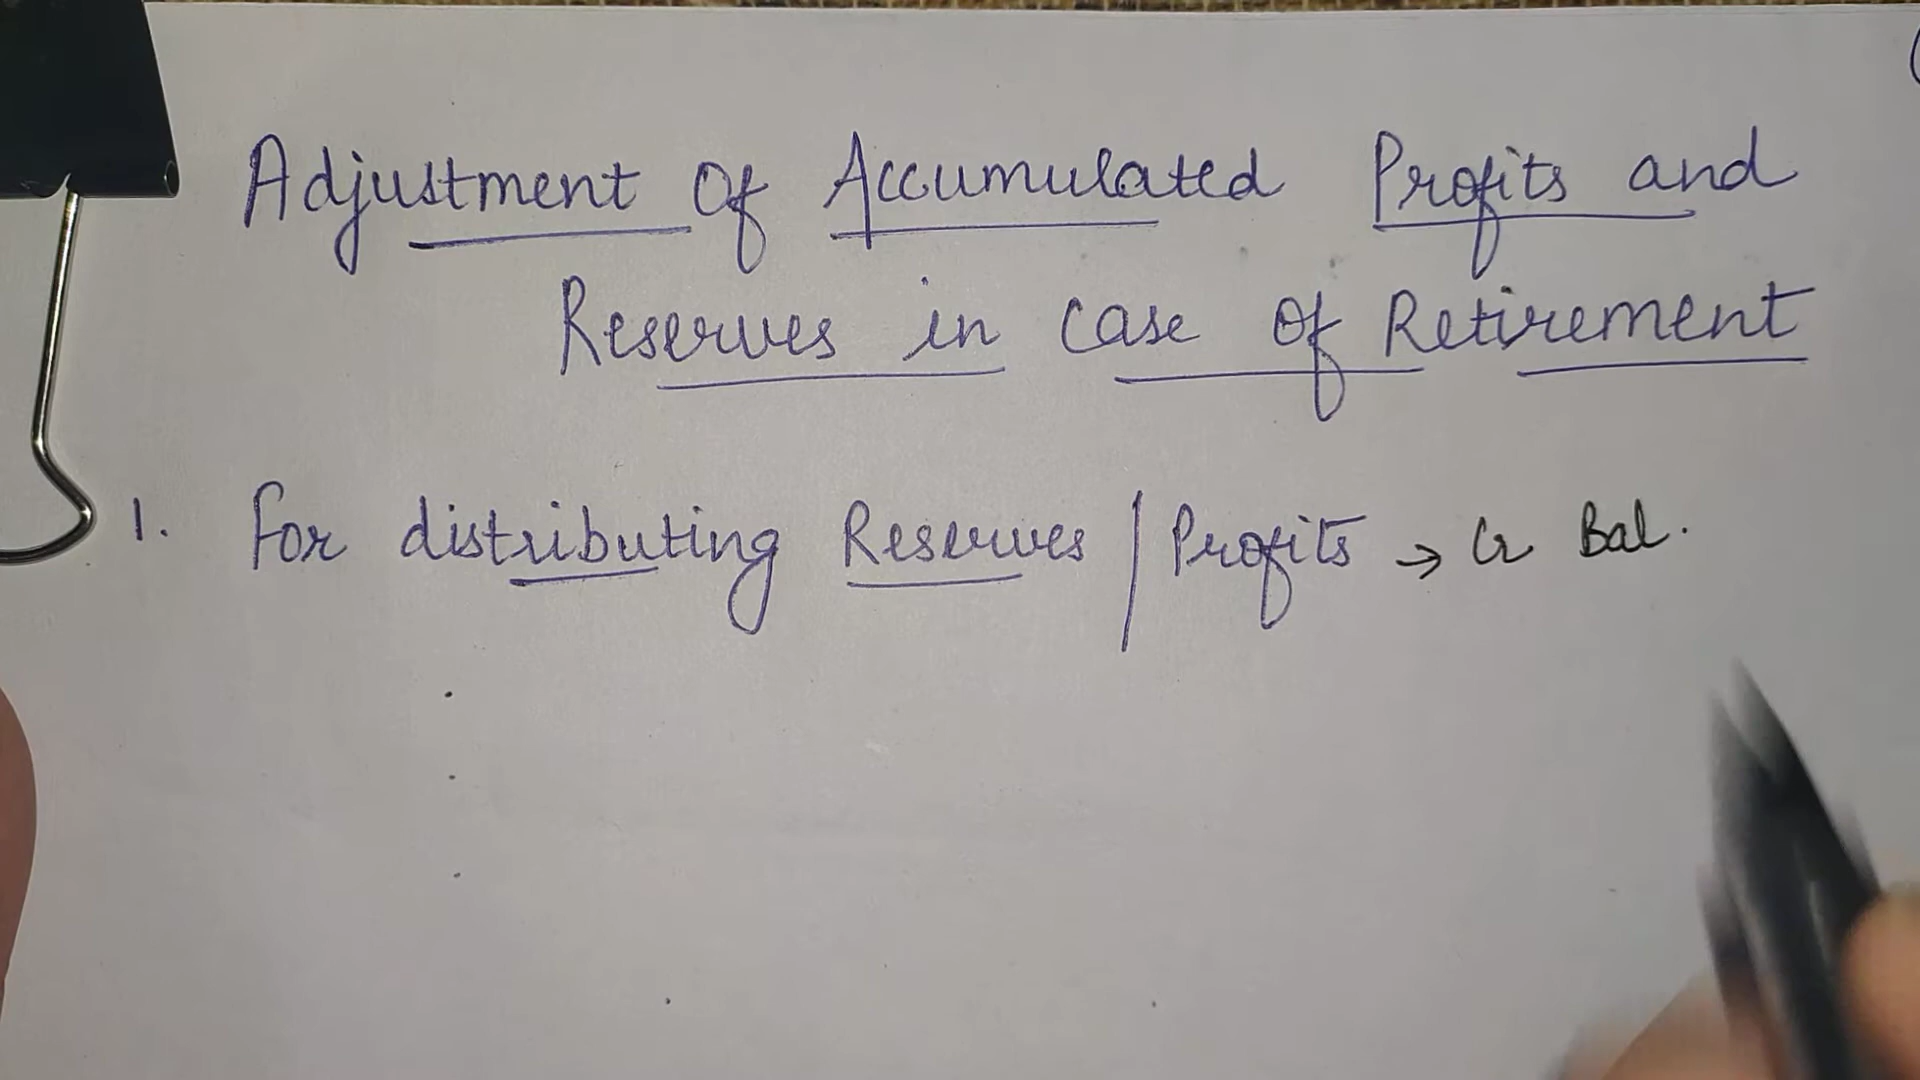 Adjustment Of Accumulated Profits and
Reserves in case Of Retirement
1. For distributing Reserves / Profits → Cr Bal.